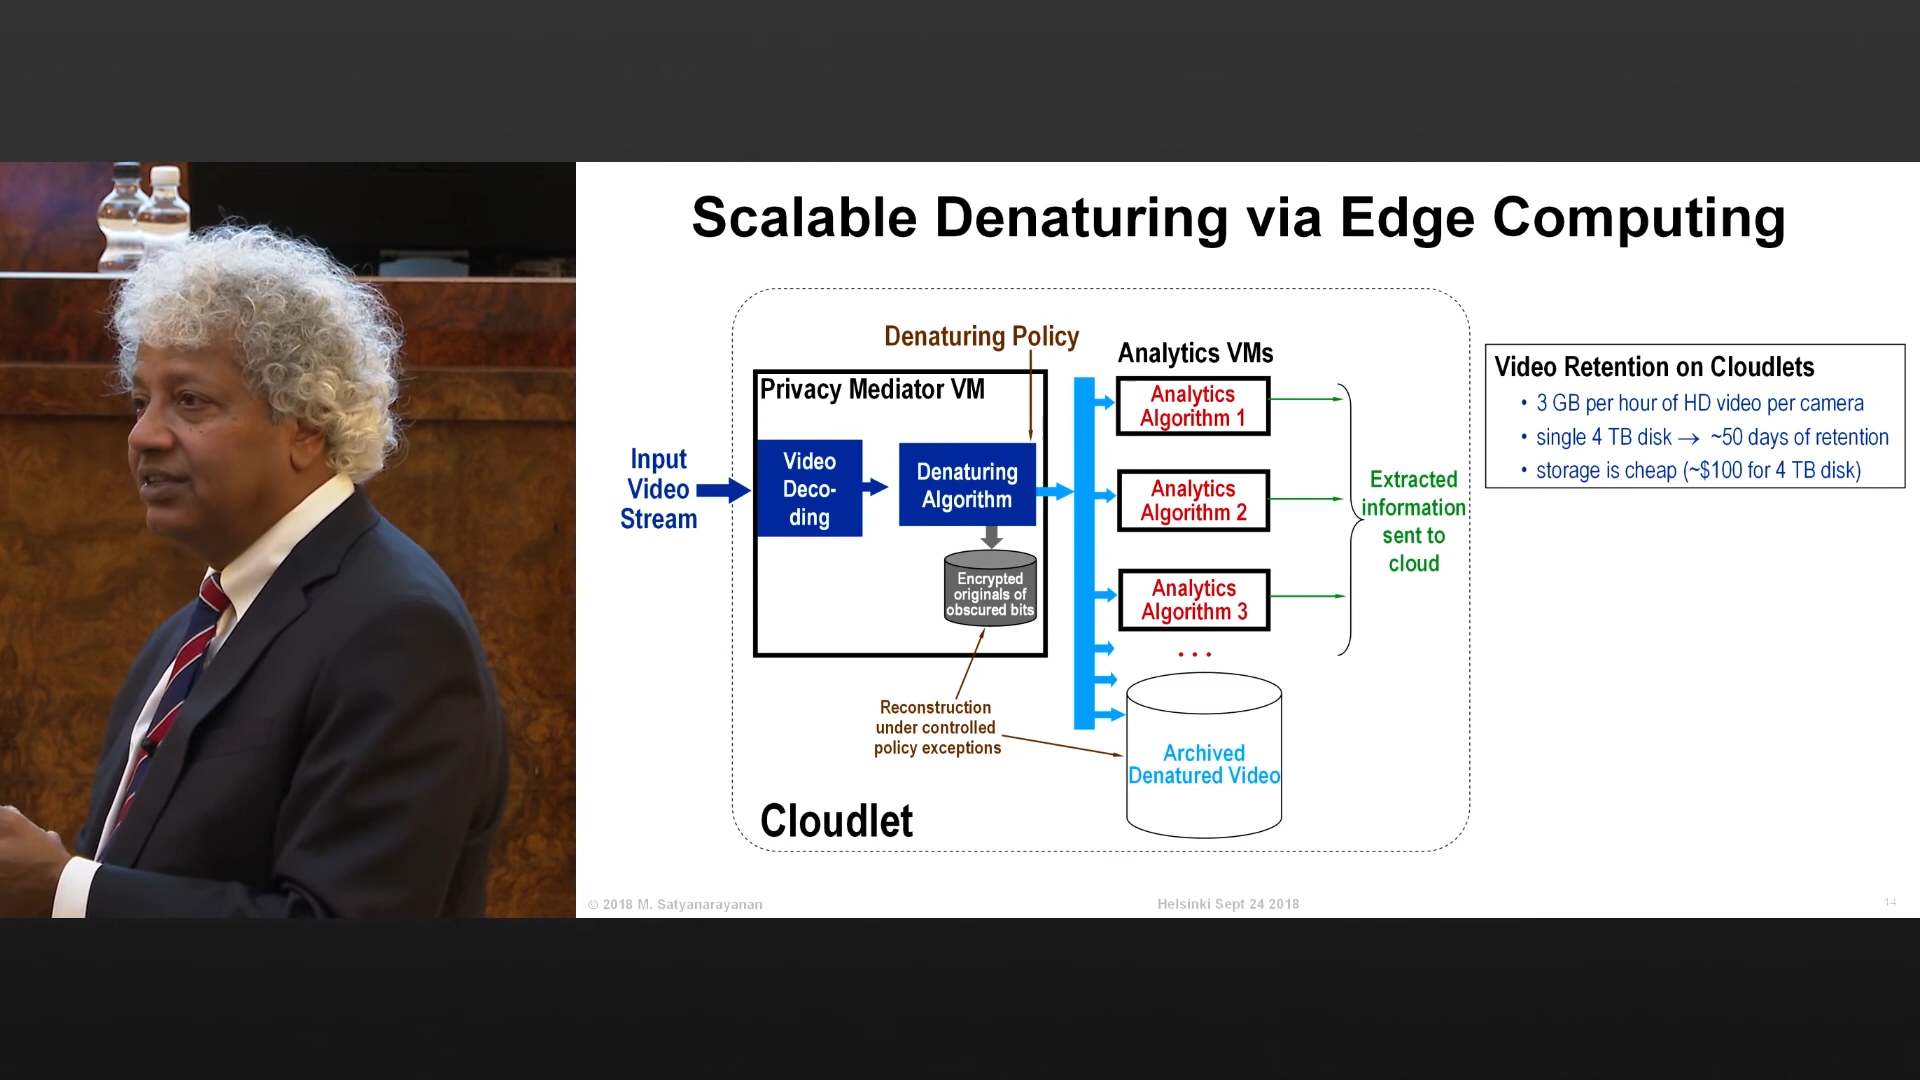 Scalable Denaturing via Edge Computing
Denaturing Policy
Analytics VMs
Privacy Mediator VM
Input
Video
Stream
Video
Deco-
ding
Denaturing
Algorithm
Encrypted
originals of
obscured bits
Reconstruction
under controlled
policy exceptions
Analytics
Algorithm 1
Analytics
Algorithm 2
Analytics
Algorithm 3
...
Archived
Denatured Video
Extracted
information
sent to
cloud
Cloudlet
Video Retention on Cloudlets
• 3 GB per hour of HD video per camera
• single 4 TB disk → ~50 days of retention
• storage is cheap (~$100 for 4 TB disk)
© 2018 M. Satyanarayanan
Helsinki Sept 24 2018
14